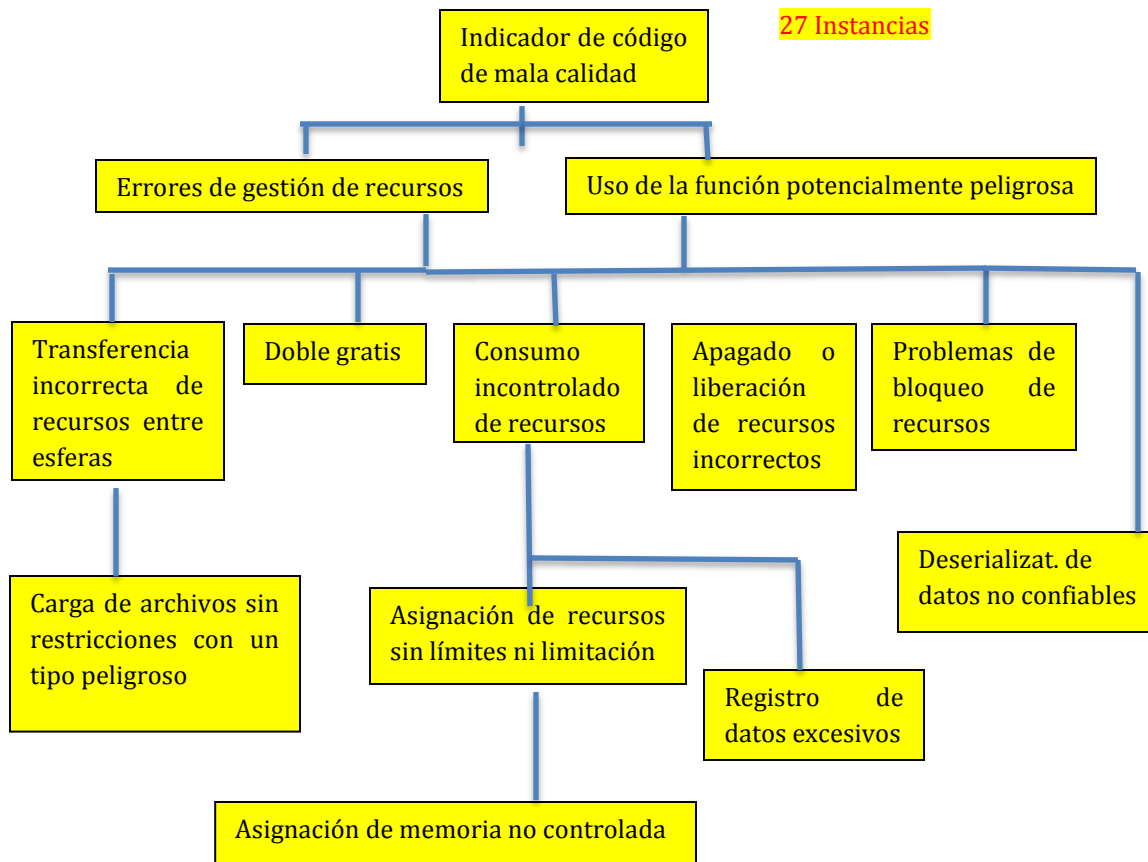 27 Instancias
Indicador de código
de mala calidad
Errores de gestión de recursos
Uso de la función potencialmente peligrosa
Transferencia
incorrecta de
recursos entre
esferas
Doble gratis
Consumo
incontrolado
de recursos
Apagado o
liberación
de recursos
incorrectos
Problemas de
bloqueo de
recursos
Deserializat. de
datos no confiables
Carga de archivos sin
restricciones con un
tipo peligroso
Asignación de recursos
sin límites ni limitación
Registro de
datos excesivos
Asignación de memoria no controlada